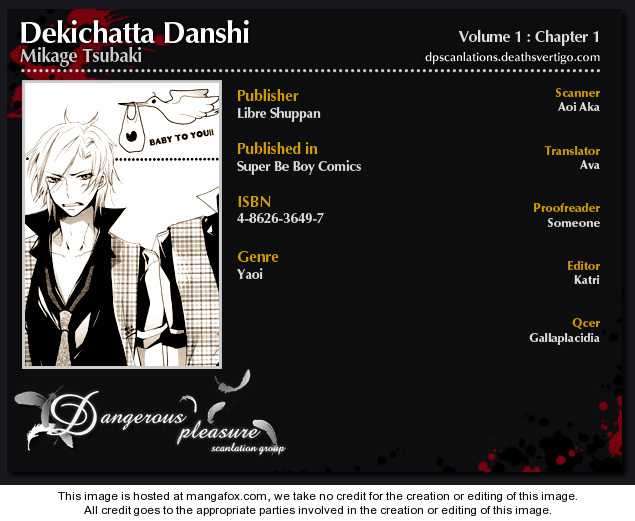 Dekichatta Danshi
Mikage Tsubaki
Volume 1 : Chapter 1
dpscanlations.deathsvertigo.com
BABY TO YOU!!
Publisher
Libre Shuppan
Published in
Super Be Boy Comics
ISBN
4-8626-3649-7
Genre
Yaoi
Scanner
Aoi Aka
Translator
Ava
Proofreader
Someone
Editor
Katri
Qcer
Gallaplacidia
Dangerous
pleasure
scanlation group
This image is hosted at mangafox.com, we take no credit for the creation or editing of this image.
All credit goes to the appropriate parties involved in the creation or editing of this image.